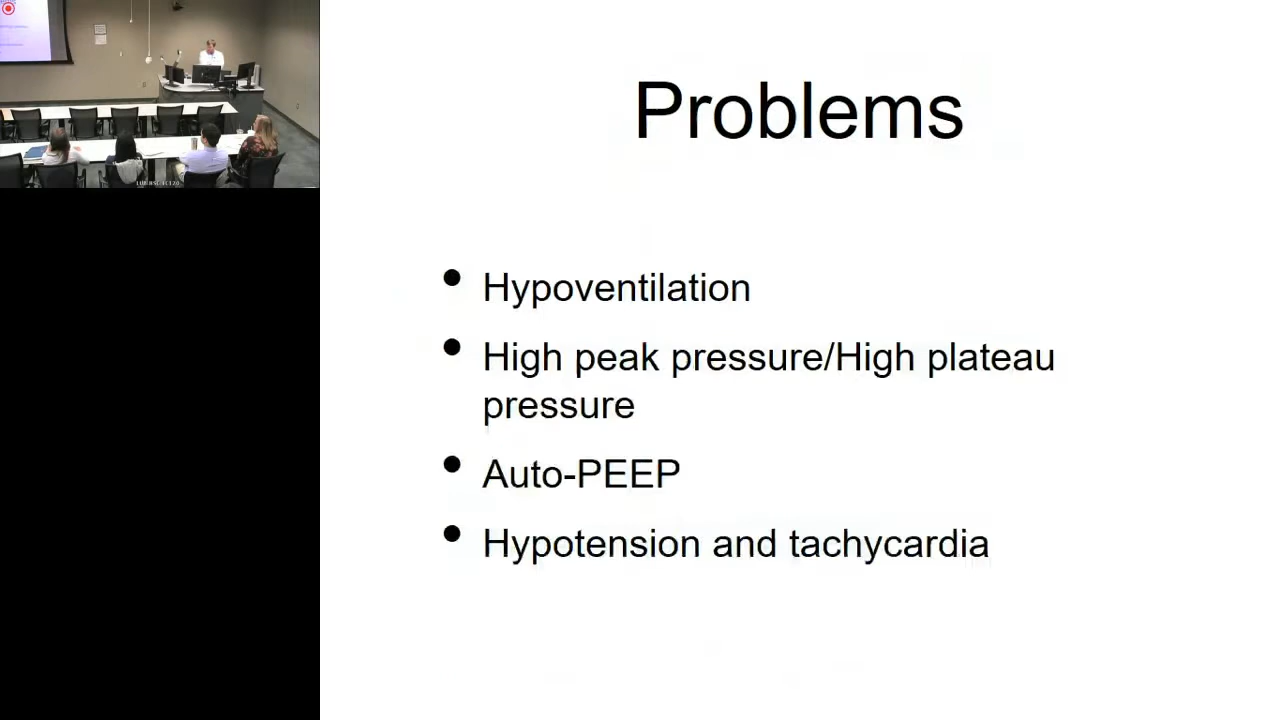 Problems
• Hypoventilation
• High peak pressure/High plateau
pressure
• Auto-PEEP
• Hypotension and tachycardia